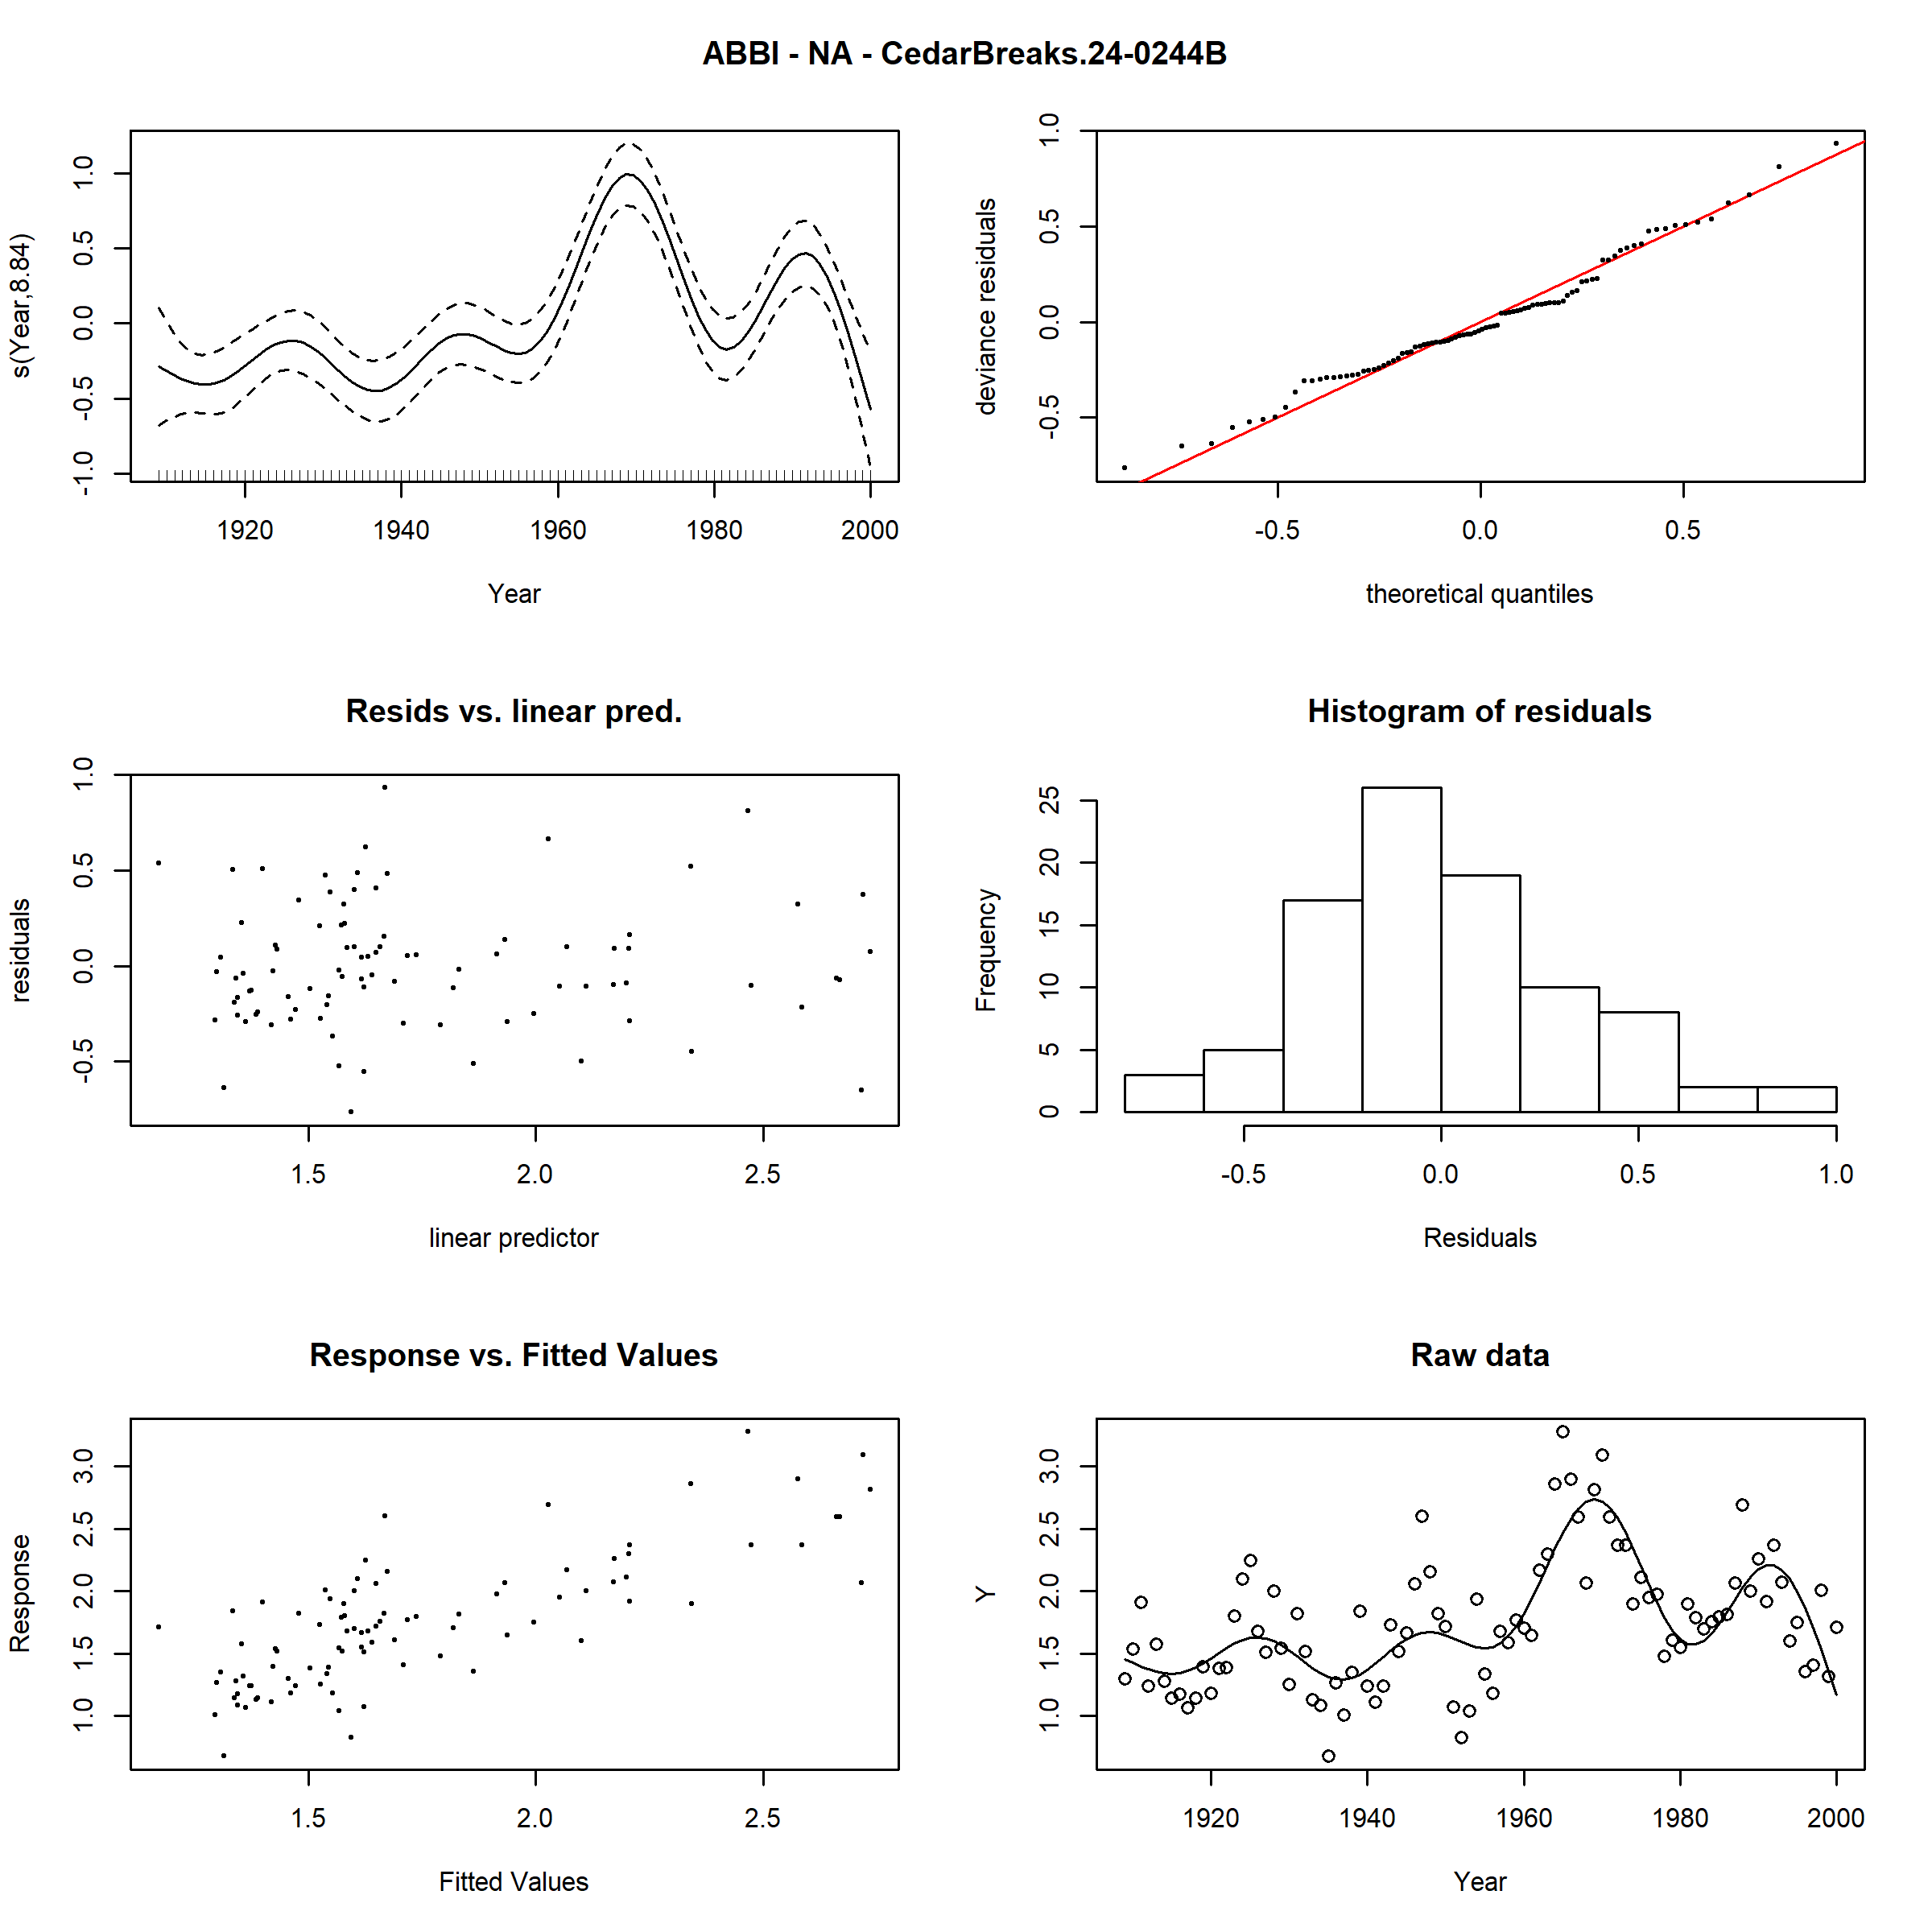 ABBI - NA - CedarBreaks.24-0244B
s(Year,8.84)
1.0
0.5
0.0
-0.5
-1.0
1920 1940 1960 1980 2000
Year
deviance residuals
1.0
0.5
0.0
-0.5
-0.5 0.0 0.5
theoretical quantiles
Resids vs. linear pred.
residuals
1.0
0.5
0.0
-0.5
1.5 2.0 2.5
linear predictor
Histogram of residuals
Frequency
25
20
15
10
5
0
-0.5 0.0 0.5 1.0
Residuals
Response vs. Fitted Values
Response
3.0
2.5
2.0
1.5
1.0
1.5 2.0 2.5
Fitted Values
Raw data
Y
3.0
2.5
2.0
1.5
1.0
1920 1940 1960 1980 2000
Year